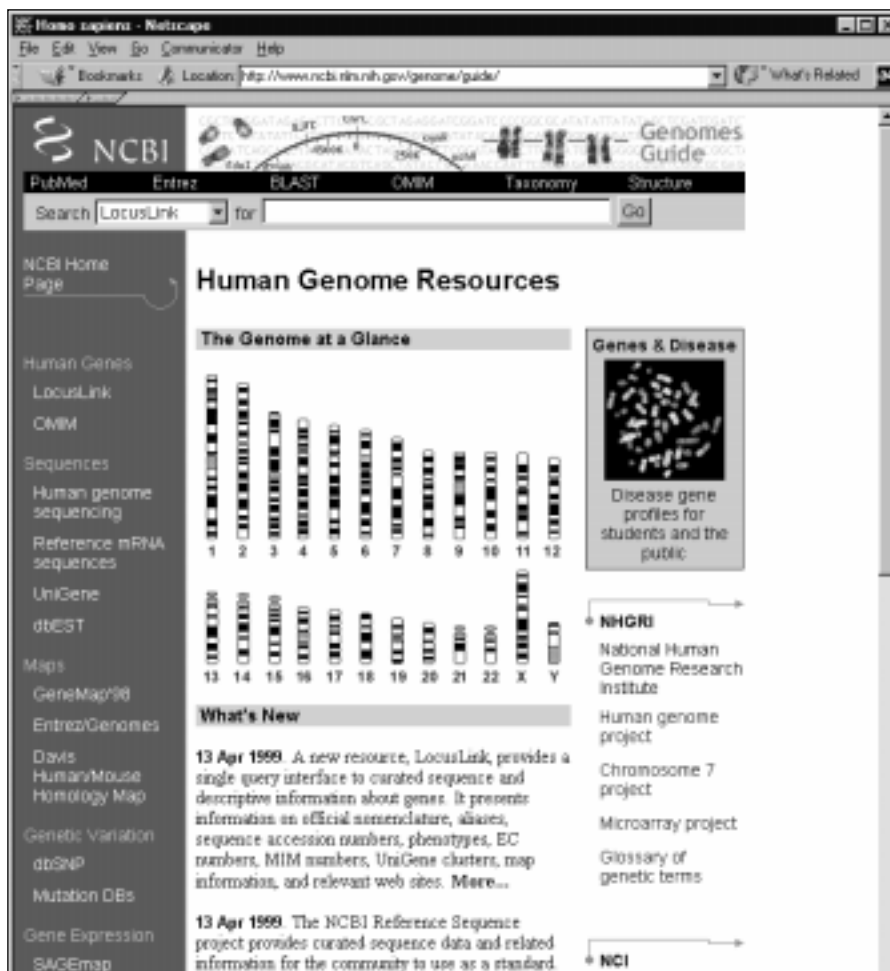 Homo sapiens - Netscape
File Edit View Go Communicator Help
Bookmarks Location: http://www.ncbi.nlm.nih.gov/genome/guide/ What's Related
NCBI
Genomes
Guide
PubMed Entrez BLAST OMIM Taxonomy Structure
Search LocusLink for Go
NCBI Home
Page
Human Genes
LocusLink
OMIM
Sequences
Human genome
sequencing
Reference mRNA
sequences
UniGene
dbEST
Maps
GeneMap'98
Entrez/Genomes
Davis
Human/Mouse
Homology Map
Genetic Variation
dbSNP
Mutation DBs
Gene Expression
SAGEmap
Human Genome Resources
The Genome at a Glance
1 2 3 4 5 6 7 8 9 10 11 12
13 14 15 16 17 18 19 20 21 22 X Y
What's New
13 Apr 1999. A new resource, LocusLink, provides a
single query interface to curated sequence and
descriptive information about genes. It presents
information on official nomenclature, aliases,
sequence accession numbers, phenotypes, EC
numbers, MIM numbers, UniGene clusters, map
information, and relevant web sites. More...
13 Apr 1999. The NCBI Reference Sequence
project provides curated sequence data and related
information for the community to use as a standard.
Genes & Disease
Disease gene
profiles for
students and the
public
NHGRI
National Human
Genome Research
Institute
Human genome
project
Chromosome 7
project
Microarray project
Glossary of
genetic terms
NCI